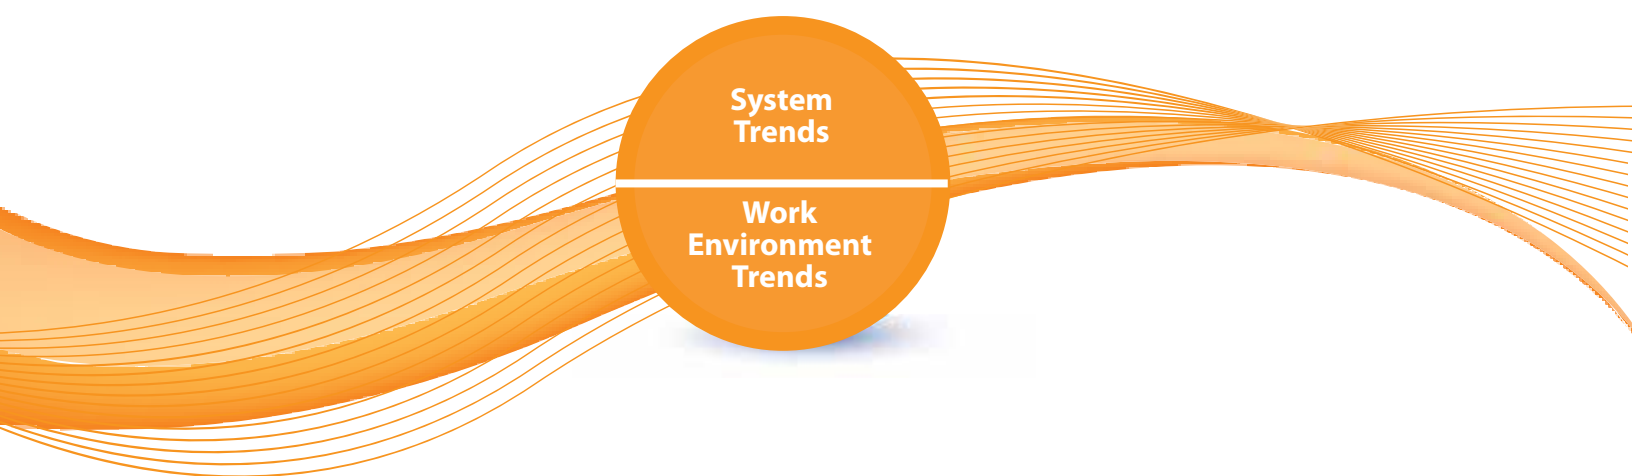 System
Trends
Work
Environment
Trends